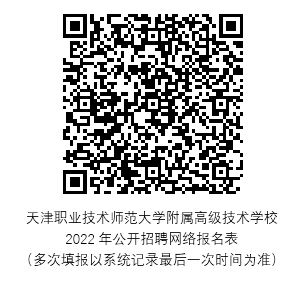 天津职业技术师范大学附属高级技术学校
2022 年公开招聘网络报名表
（多次填报以系统记录最后一次时间为准）